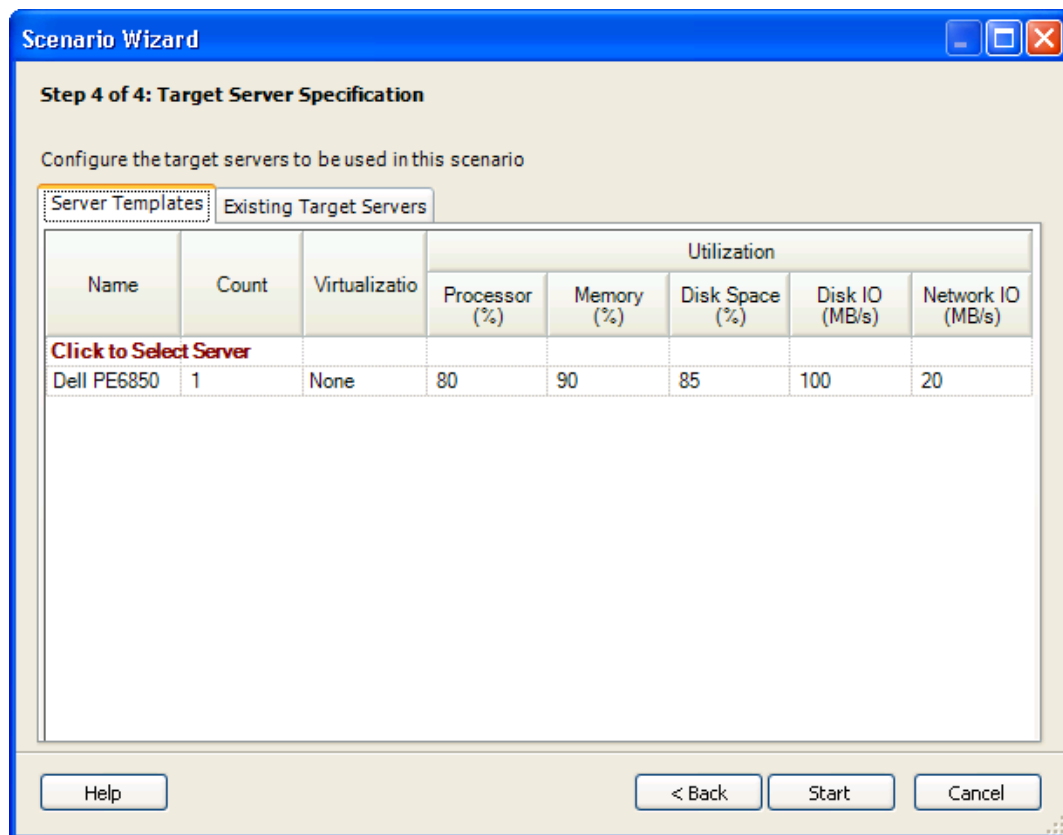 Scenario Wizard
Step 4 of 4: Target Server Specification
Configure the target servers to be used in this scenario
Server Templates Existing Target Servers
Name Count Virtualizatio Utilization
Processor (%) Memory (%) Disk Space (%) Disk IO (MB/s) Network IO (MB/s)
Click to Select Server
Dell PE6850 1 None 80 90 85 100 20
Help < Back Start Cancel